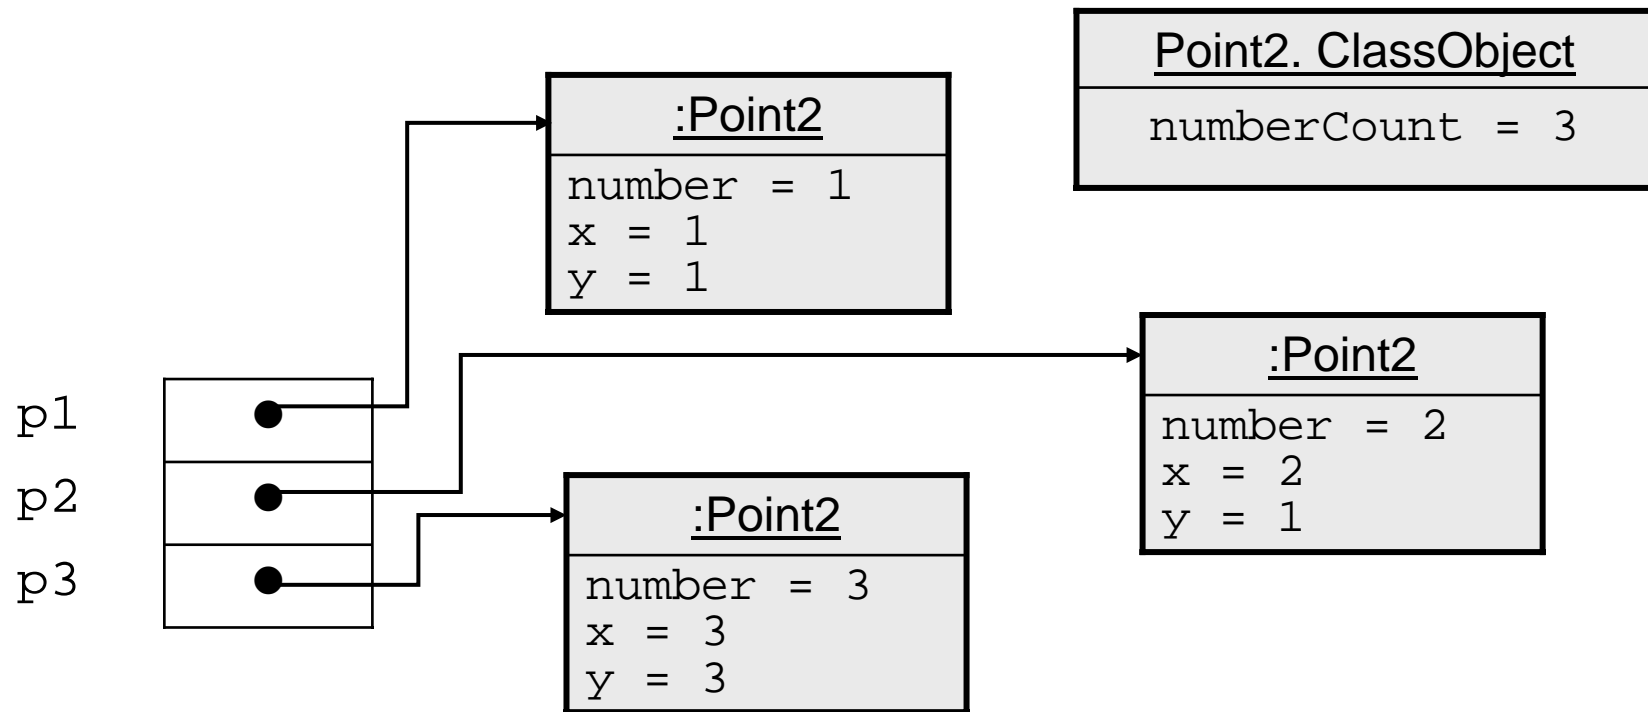 Point2. ClassObject
numberCount = 3
:Point2
number = 1
x = 1
y = 1
:Point2
number = 2
x = 2
y = 1
p1
p2
p3
:Point2
number = 3
x = 3
y = 3